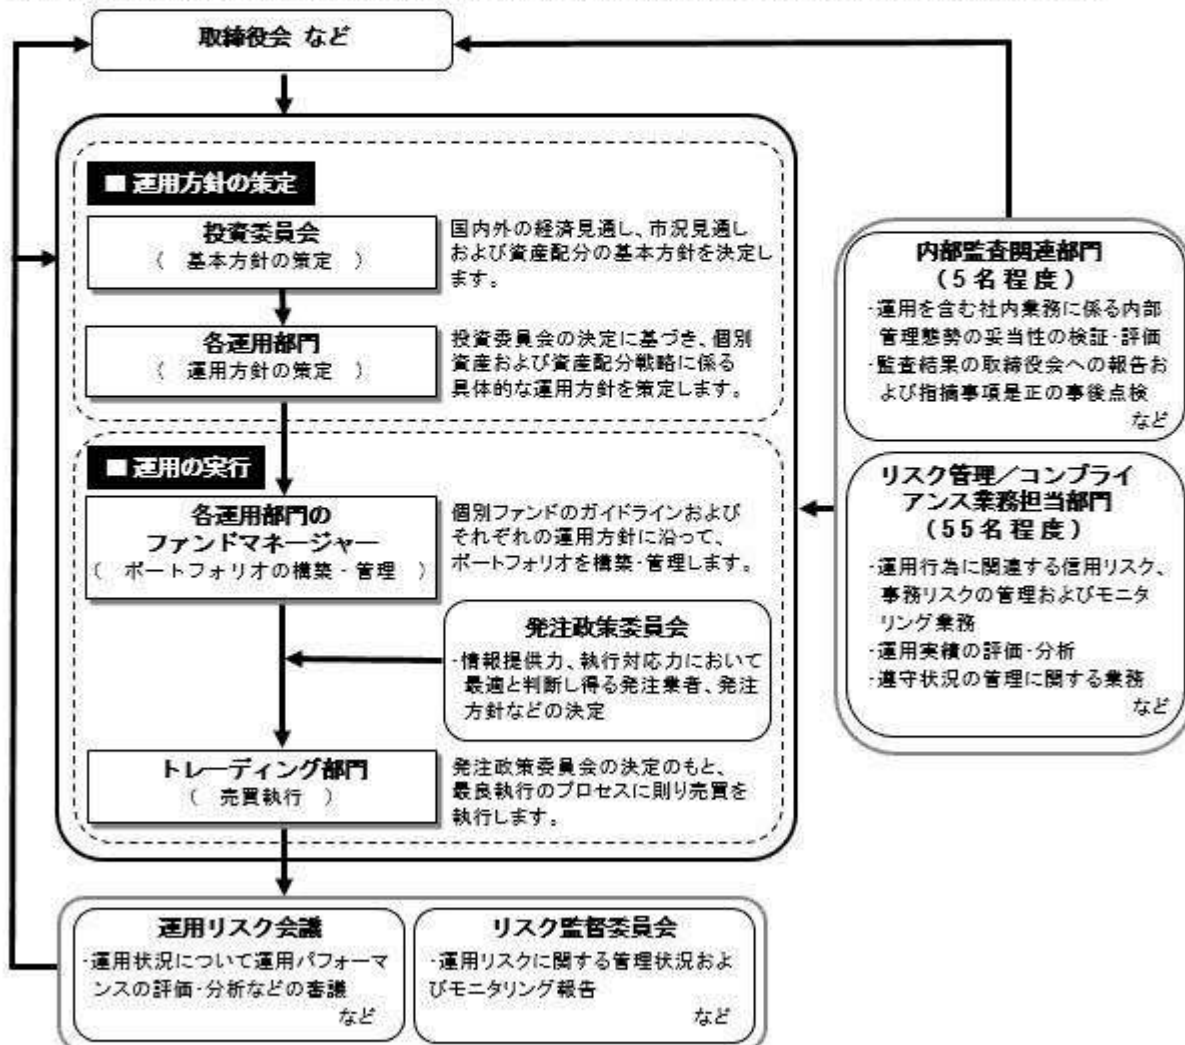 取締役会 など
■ 運用方針の策定
投資委員会
( 基本方針の策定 )
国内外の経済見通し、市況見通し
および資産配分の基本方針を決定し
ます。
各運用部門
( 運用方針の策定 )
投資委員会の決定に基づき、個別
資産および資産配分戦略に係る
具体的な運用方針を策定します。
■ 運用の実行
各運用部門の
ファンドマネージャー
( ポートフォリオの構築・管理 )
個別ファンドのガイドラインおよび
それぞれの運用方針に沿って、
ポートフォリオを構築・管理します。
発注政策委員会
・情報提供力、執行対応力において
最適と判断し得る発注業者、発注
方針などの決定
トレーディング部門
( 売買執行 )
発注政策委員会の決定のもと、
最良執行のプロセスに則り売買を
執行します。
内部監査関連部門
(5名程度)
・運用を含む社内業務に係る内部
管理態勢の妥当性の検証・評価
・監査結果の取締役会への報告お
よび指摘事項是正の事後点検
など
リスク管理/コンプライ
アンス業務担当部門
(55名程度)
・運用行為に関連する信用リスク、
事務リスクの管理およびモニタ
リング業務
・運用実績の評価・分析
・遵守状況の管理に関する業務
など
運用リスク会議
・運用状況について運用パフォーマ
ンスの評価・分析などの審議
など
リスク監督委員会
・運用リスクに関する管理状況およ
びモニタリング報告
など